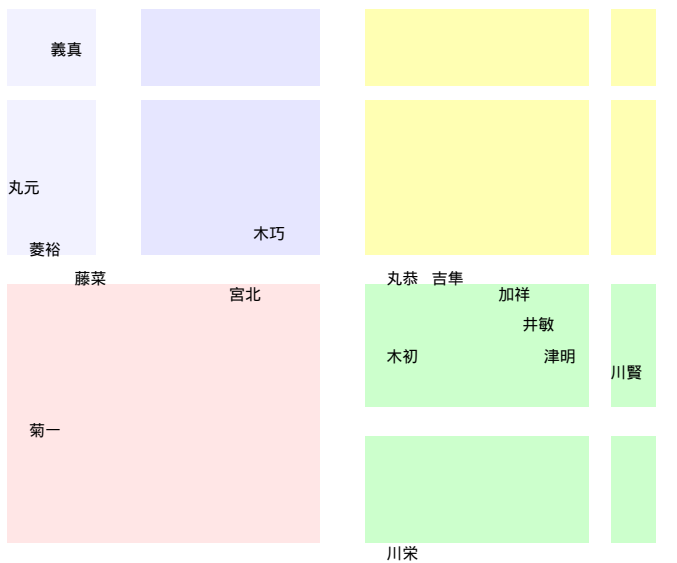 義真
丸元
木巧
菱裕
藤菜
丸恭
吉隼
宮北
加祥
井敏
木初
津明
川賢
菊一
川栄